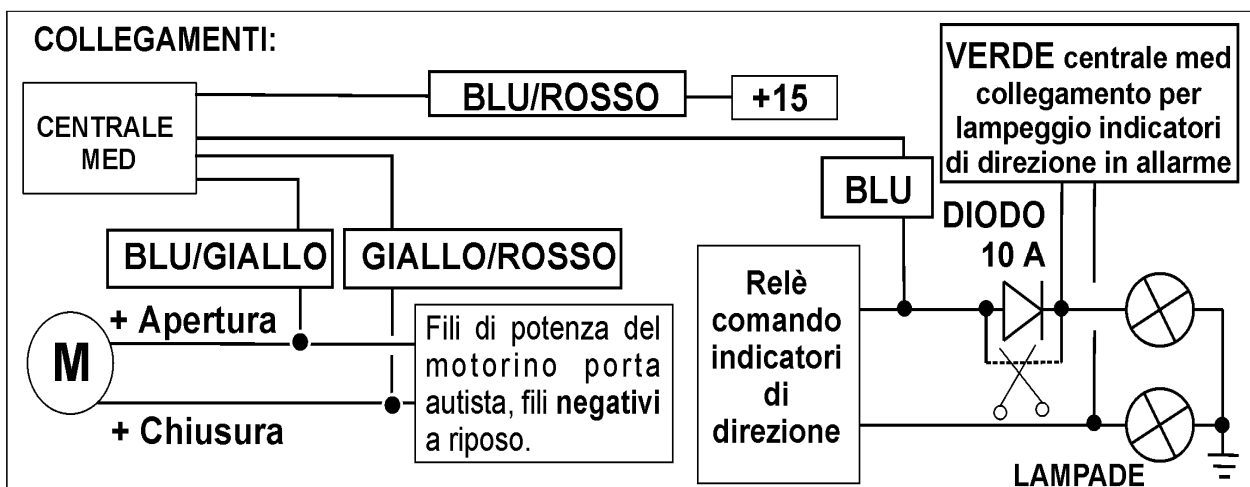 COLLEGAMENTI:
CENTRALE
MED
BLU/ROSSO
+15
VERDE centrale med
collegamento per
lampeggio indicatori
di direzione in allarme
BLU
DIODO
10 A
BLU/GIALLO
GIALLO/ROSSO
+ Apertura
M
+ Chiusura
Fili di potenza del
motorino porta
autista, fili negativi
a riposo.
Relè
comando
indicatori
di
direzione
LAMPADE